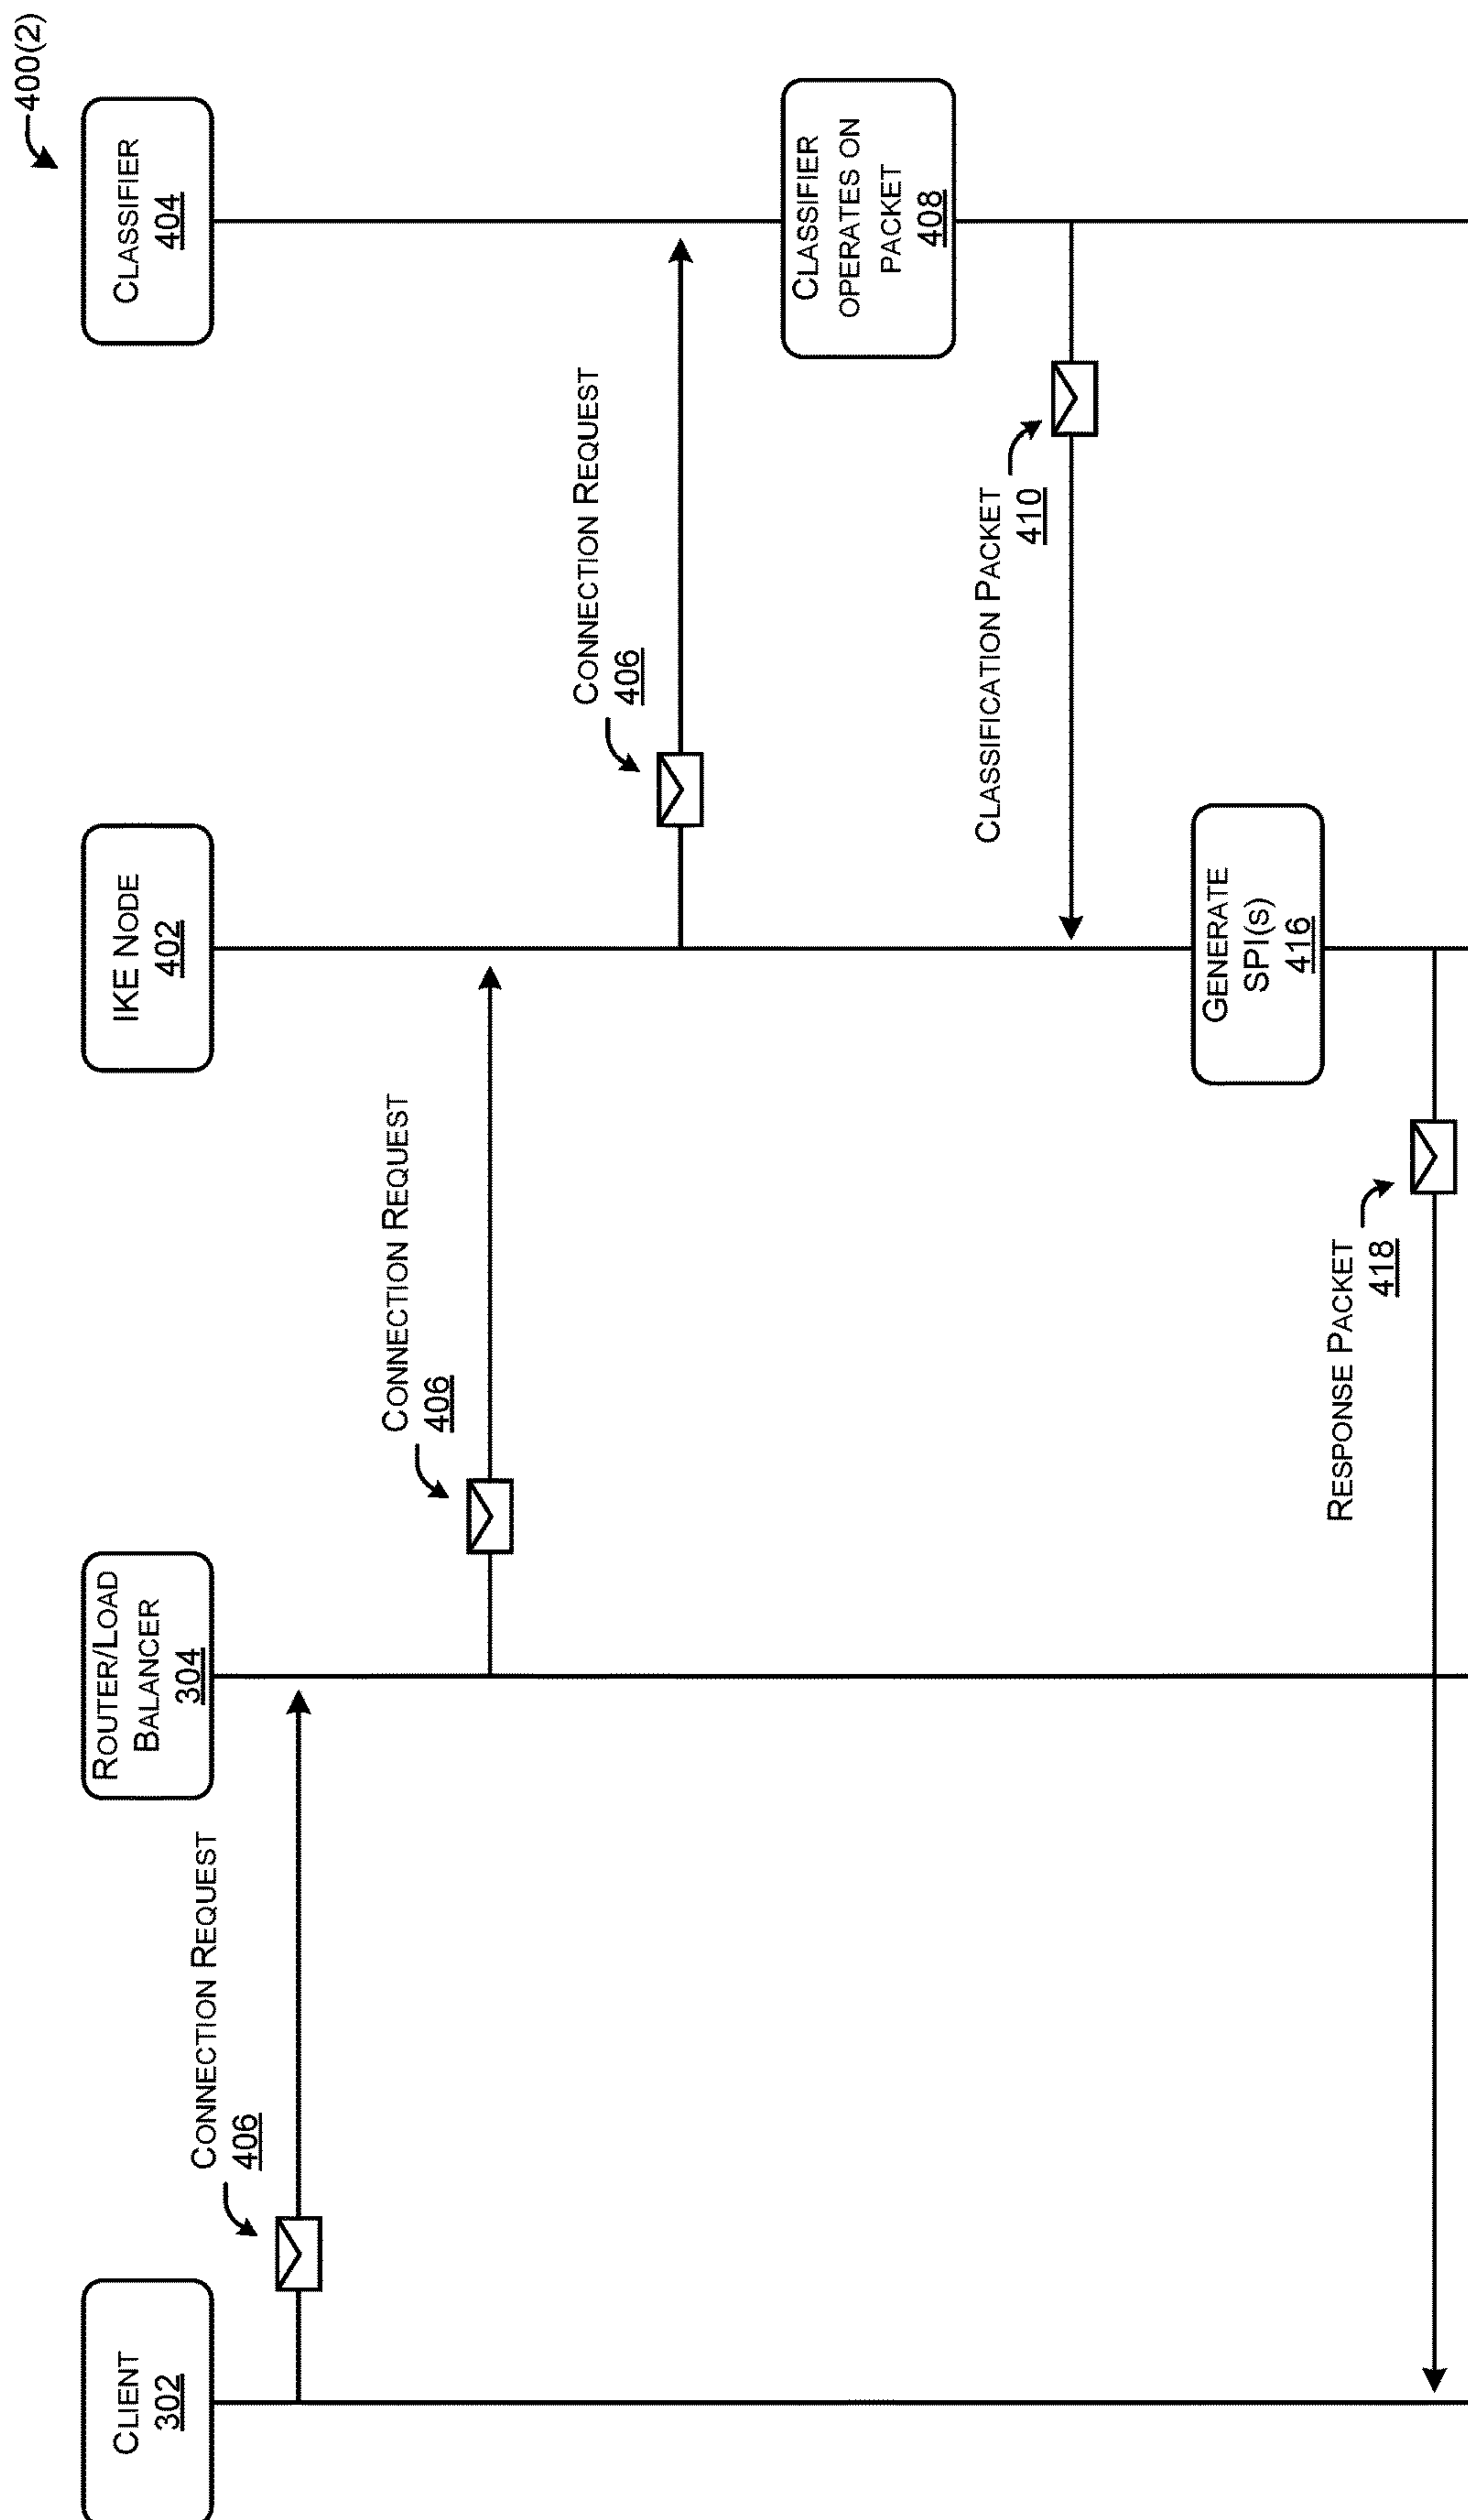 400(2)
CLIENT
302
ROUTER/LOAD
BALANCER
304
IKE NODE
402
CLASSIFIER
404
CONNECTION REQUEST
406
CONNECTION REQUEST
406
CONNECTION REQUEST
406
CLASSIFIER
OPERATES ON
PACKET
408
CLASSIFICATION PACKET
410
GENERATE
SPI(S)
416
RESPONSE PACKET
418